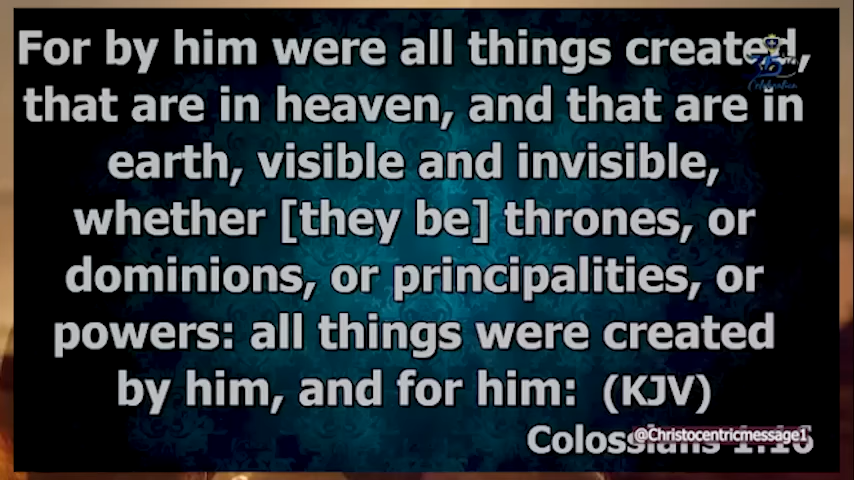 For by him were all things created,
that are in heaven, and that are in
earth, visible and invisible,
whether [they be] thrones, or
dominions, or principalities, or
powers: all things were created
by him, and for him: (KJV)
Colossians 1:16
@Christocentricmessage1
Celebration